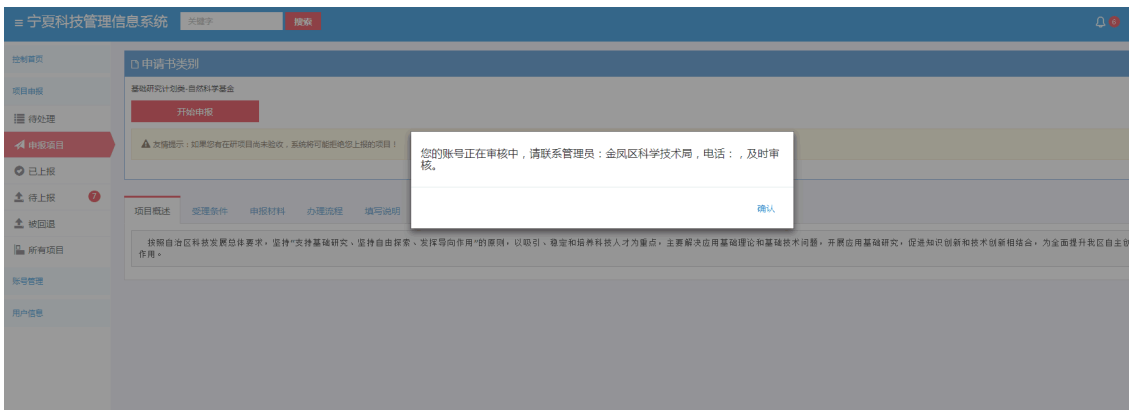 宁夏科技管理信息系统
关键字
搜索
6
控制首页
申请书类别
项目申报
基础研究计划类-自然科学基金
待处理
开始申报
申报项目
友情提示：如果您有在研项目尚未验收，系统将可能拒绝您上报的项目！
您的账号正在审核中，请联系管理员：金凤区科学技术局，电话：，及时审
核。
确认
已上报
待上报
7
项目概述
受理条件
申报材料
办理流程
填写说明
被回退
所有项目
按照自治区科技发展总体要求，坚持“支持基础研究、坚持自由探索、发挥导向作用”的原则，以吸引、稳定和培养科技人才为重点，主要解决应用基础理论和基础技术问题，开展应用基础研究，促进知识创新和技术创新相结合，为全面提升我区自主创
作用。
账号管理
用户信息